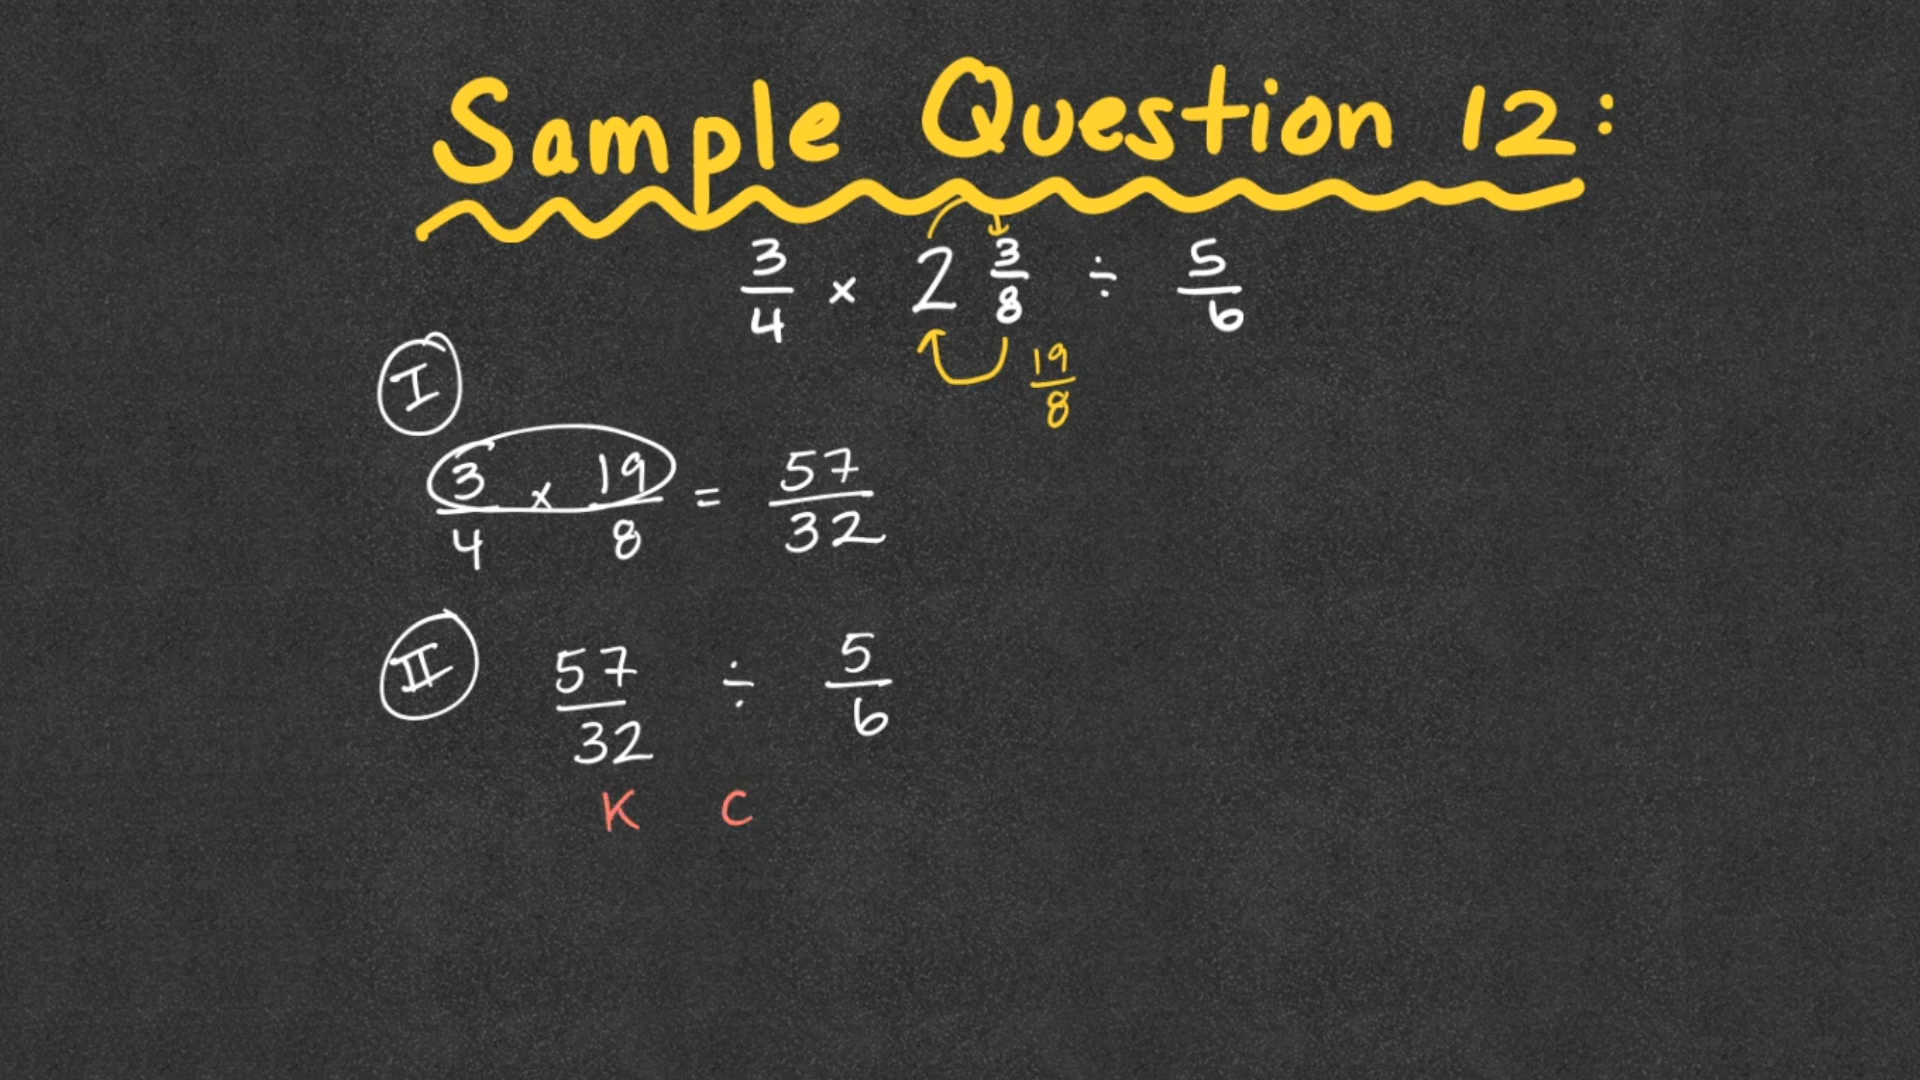 Sample Question 12:
3/4 × 2 3/8 ÷ 5/6
19/8
I
3/4 × 19/8 = 57/32
II 57/32 ÷ 5/6
K C